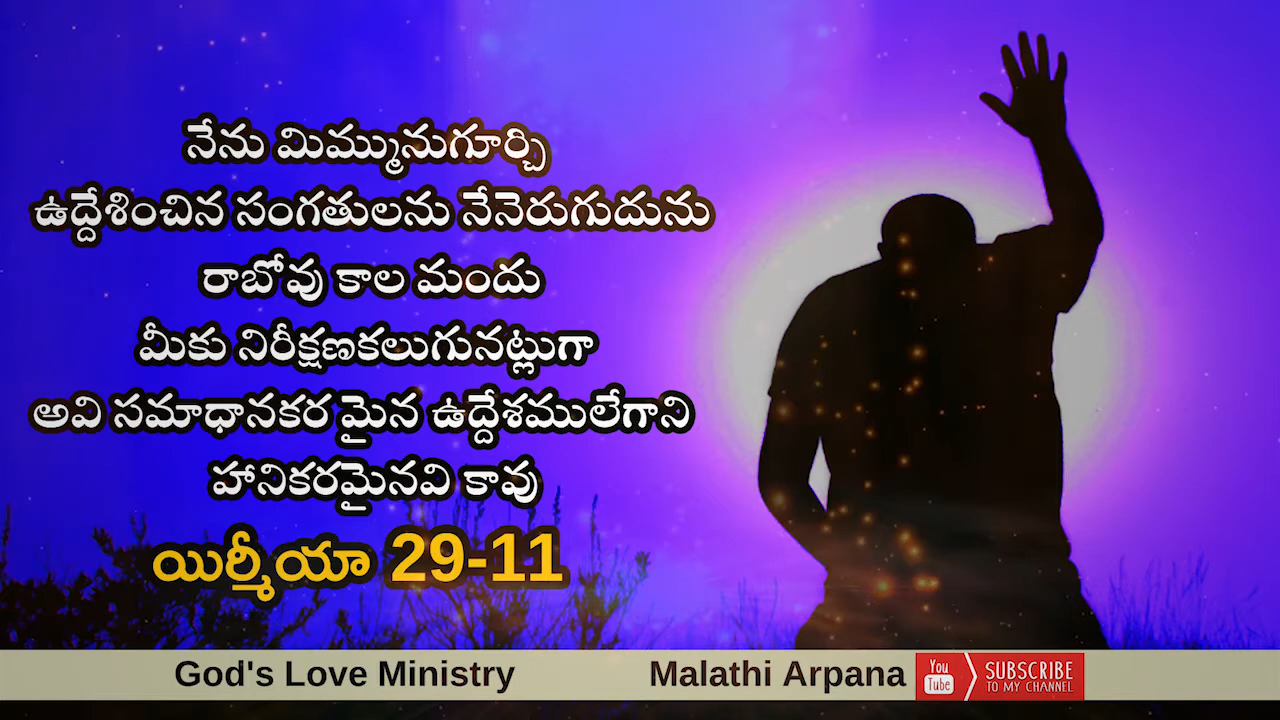 నేను మిమ్మునుగూర్చి
ఉద్దేశించిన సంగతులను నేనెరుగుదును
రాబోవు కాల మందు
మీకు నిరీక్షణకలుగునట్లుగా
అవి సమాధానకర మైన ఉద్దేశములేగాని
హానికరమైనవి కావు
యిర్మీయా 29-11
God's Love Ministry
Malathi Arpana
You
Tube
SUBSCRIBE
TO MY CHANNEL